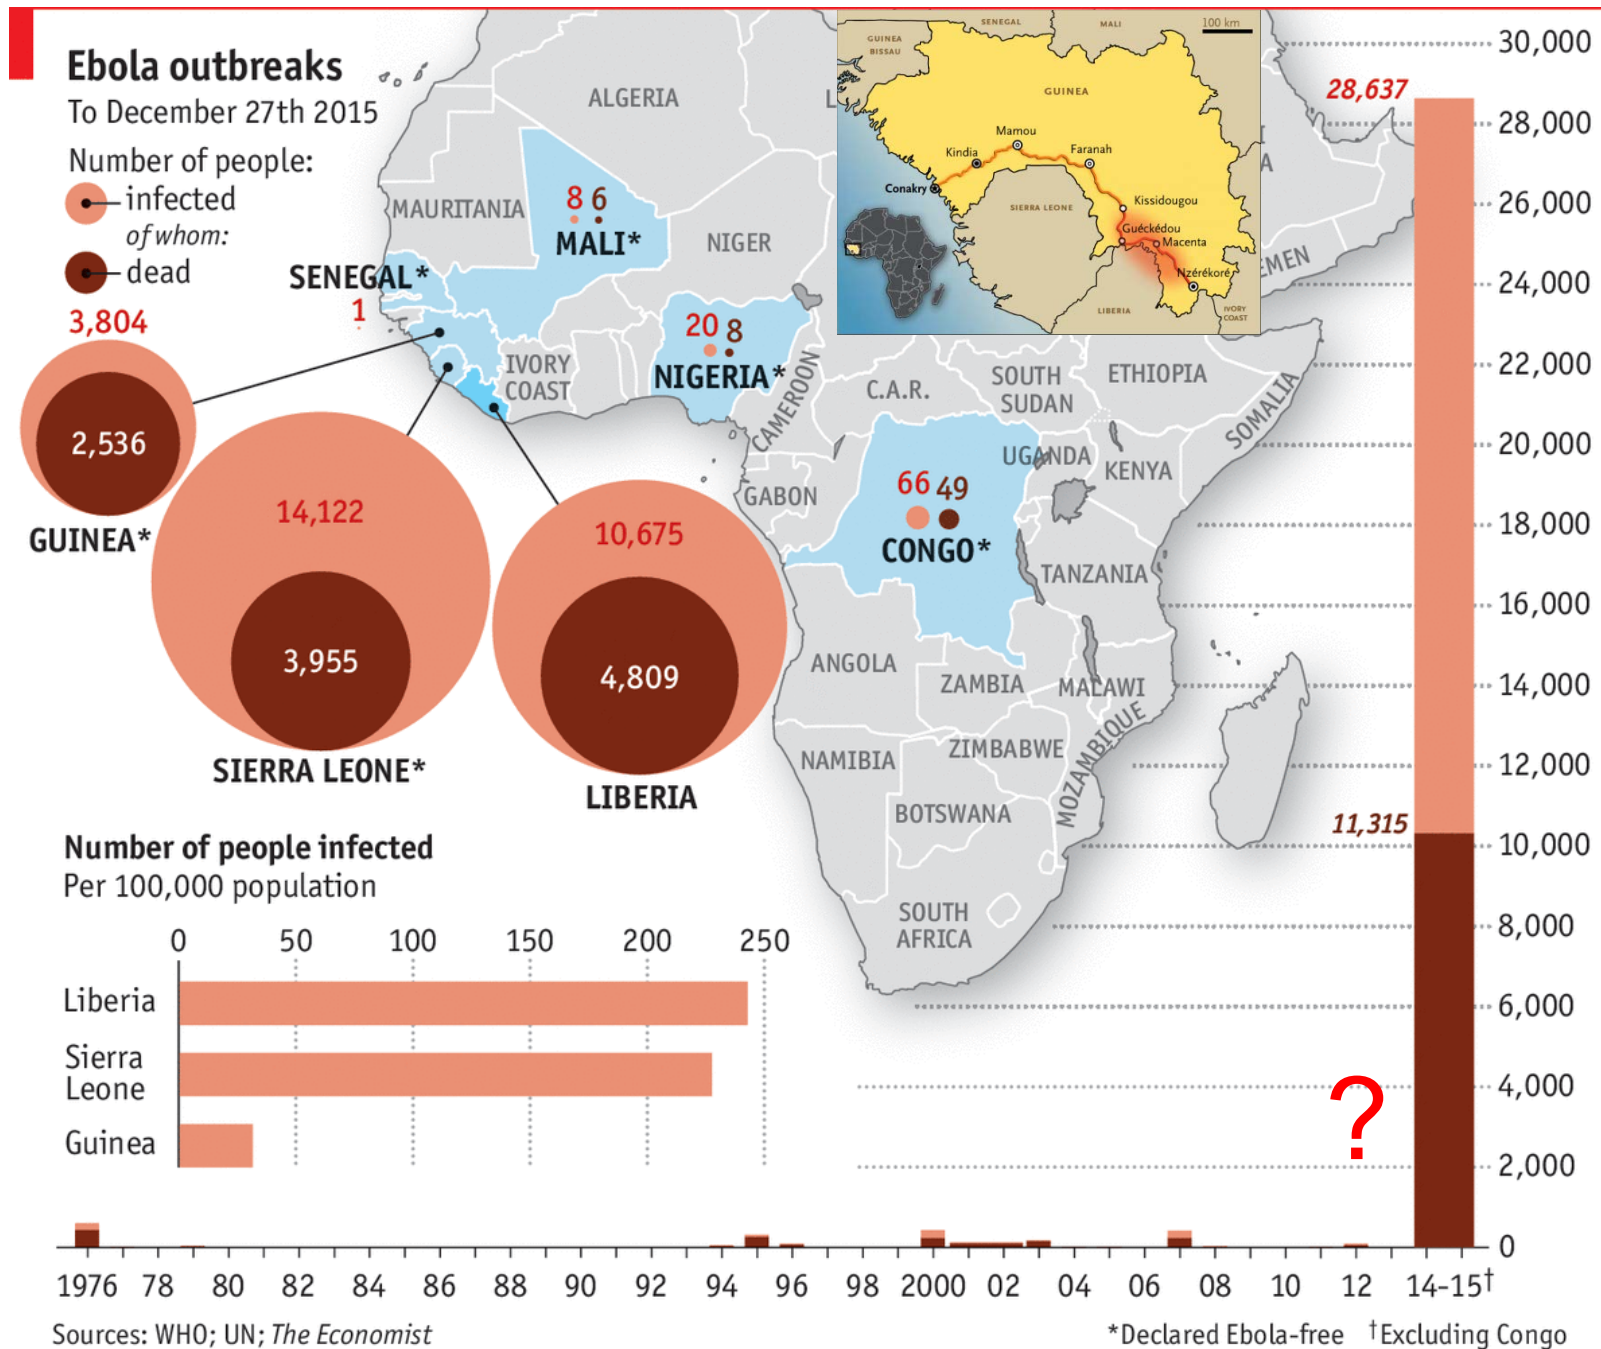 Ebola outbreaks
To December 27th 2015
Number of people:
infected
of whom:
dead
3,804
2,536
GUINEA*
14,122
3,955
SIERRA LEONE*
10,675
4,809
LIBERIA
SENEGAL*
1
8 6
MALI*
20 8
NIGERIA*
66 49
CONGO*
ALGERIA
MAURITANIA
NIGER
IVORY
COAST
CAMEROON
C.A.R.
SOUTH
SUDAN
ETHIOPIA
SOMALIA
UGANDA
KENYA
GABON
TANZANIA
ANGOLA
ZAMBIA
MALAWI
MOZAMBIQUE
ZIMBABWE
NAMIBIA
BOTSWANA
SOUTH
AFRICA
L
A
EMEN
SENEGAL
MALI
100 km
GUINEA
BISSAU
GUINEA
Mamou
Kindia
Faranah
Conakry
Kissidougou
SIERRA LEONE
Guéckédou
Macenta
Nzérékoré
LIBERIA
IVORY
COAST
30,000
28,637
28,000
26,000
24,000
22,000
20,000
18,000
16,000
14,000
12,000
11,315
10,000
8,000
6,000
4,000
?
2,000
0
Number of people infected
Per 100,000 population
0 50 100 150 200 250
Liberia
Sierra
Leone
Guinea
1976 78 80 82 84 86 88 90 92 94 96 98 2000 02 04 06 08 10 12 14-15†
Sources: WHO; UN; The Economist
*Declared Ebola-free †Excluding Congo